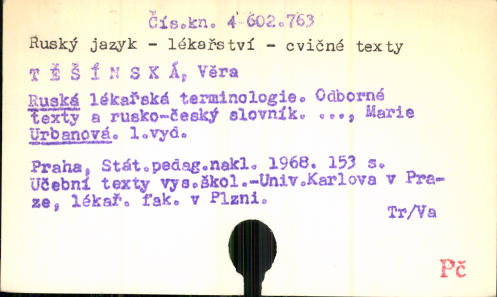 Čís.kn. 4-602.763
Ruský jazyk - lékařství - cvičné texty
T Ě Š Í N S K Á, Věra
Ruská lékařská terminologie. Odborné
texty a rusko-český slovník. ..., Marie
Urbanová. 1.vyd.
Praha, Stát.pedag.nakl. 1968. 153 s.
Učební texty vys.škol.-Univ.Karlova v Pra-
ze, lékař. fak. v Plzni.
Tr/Va
Pč